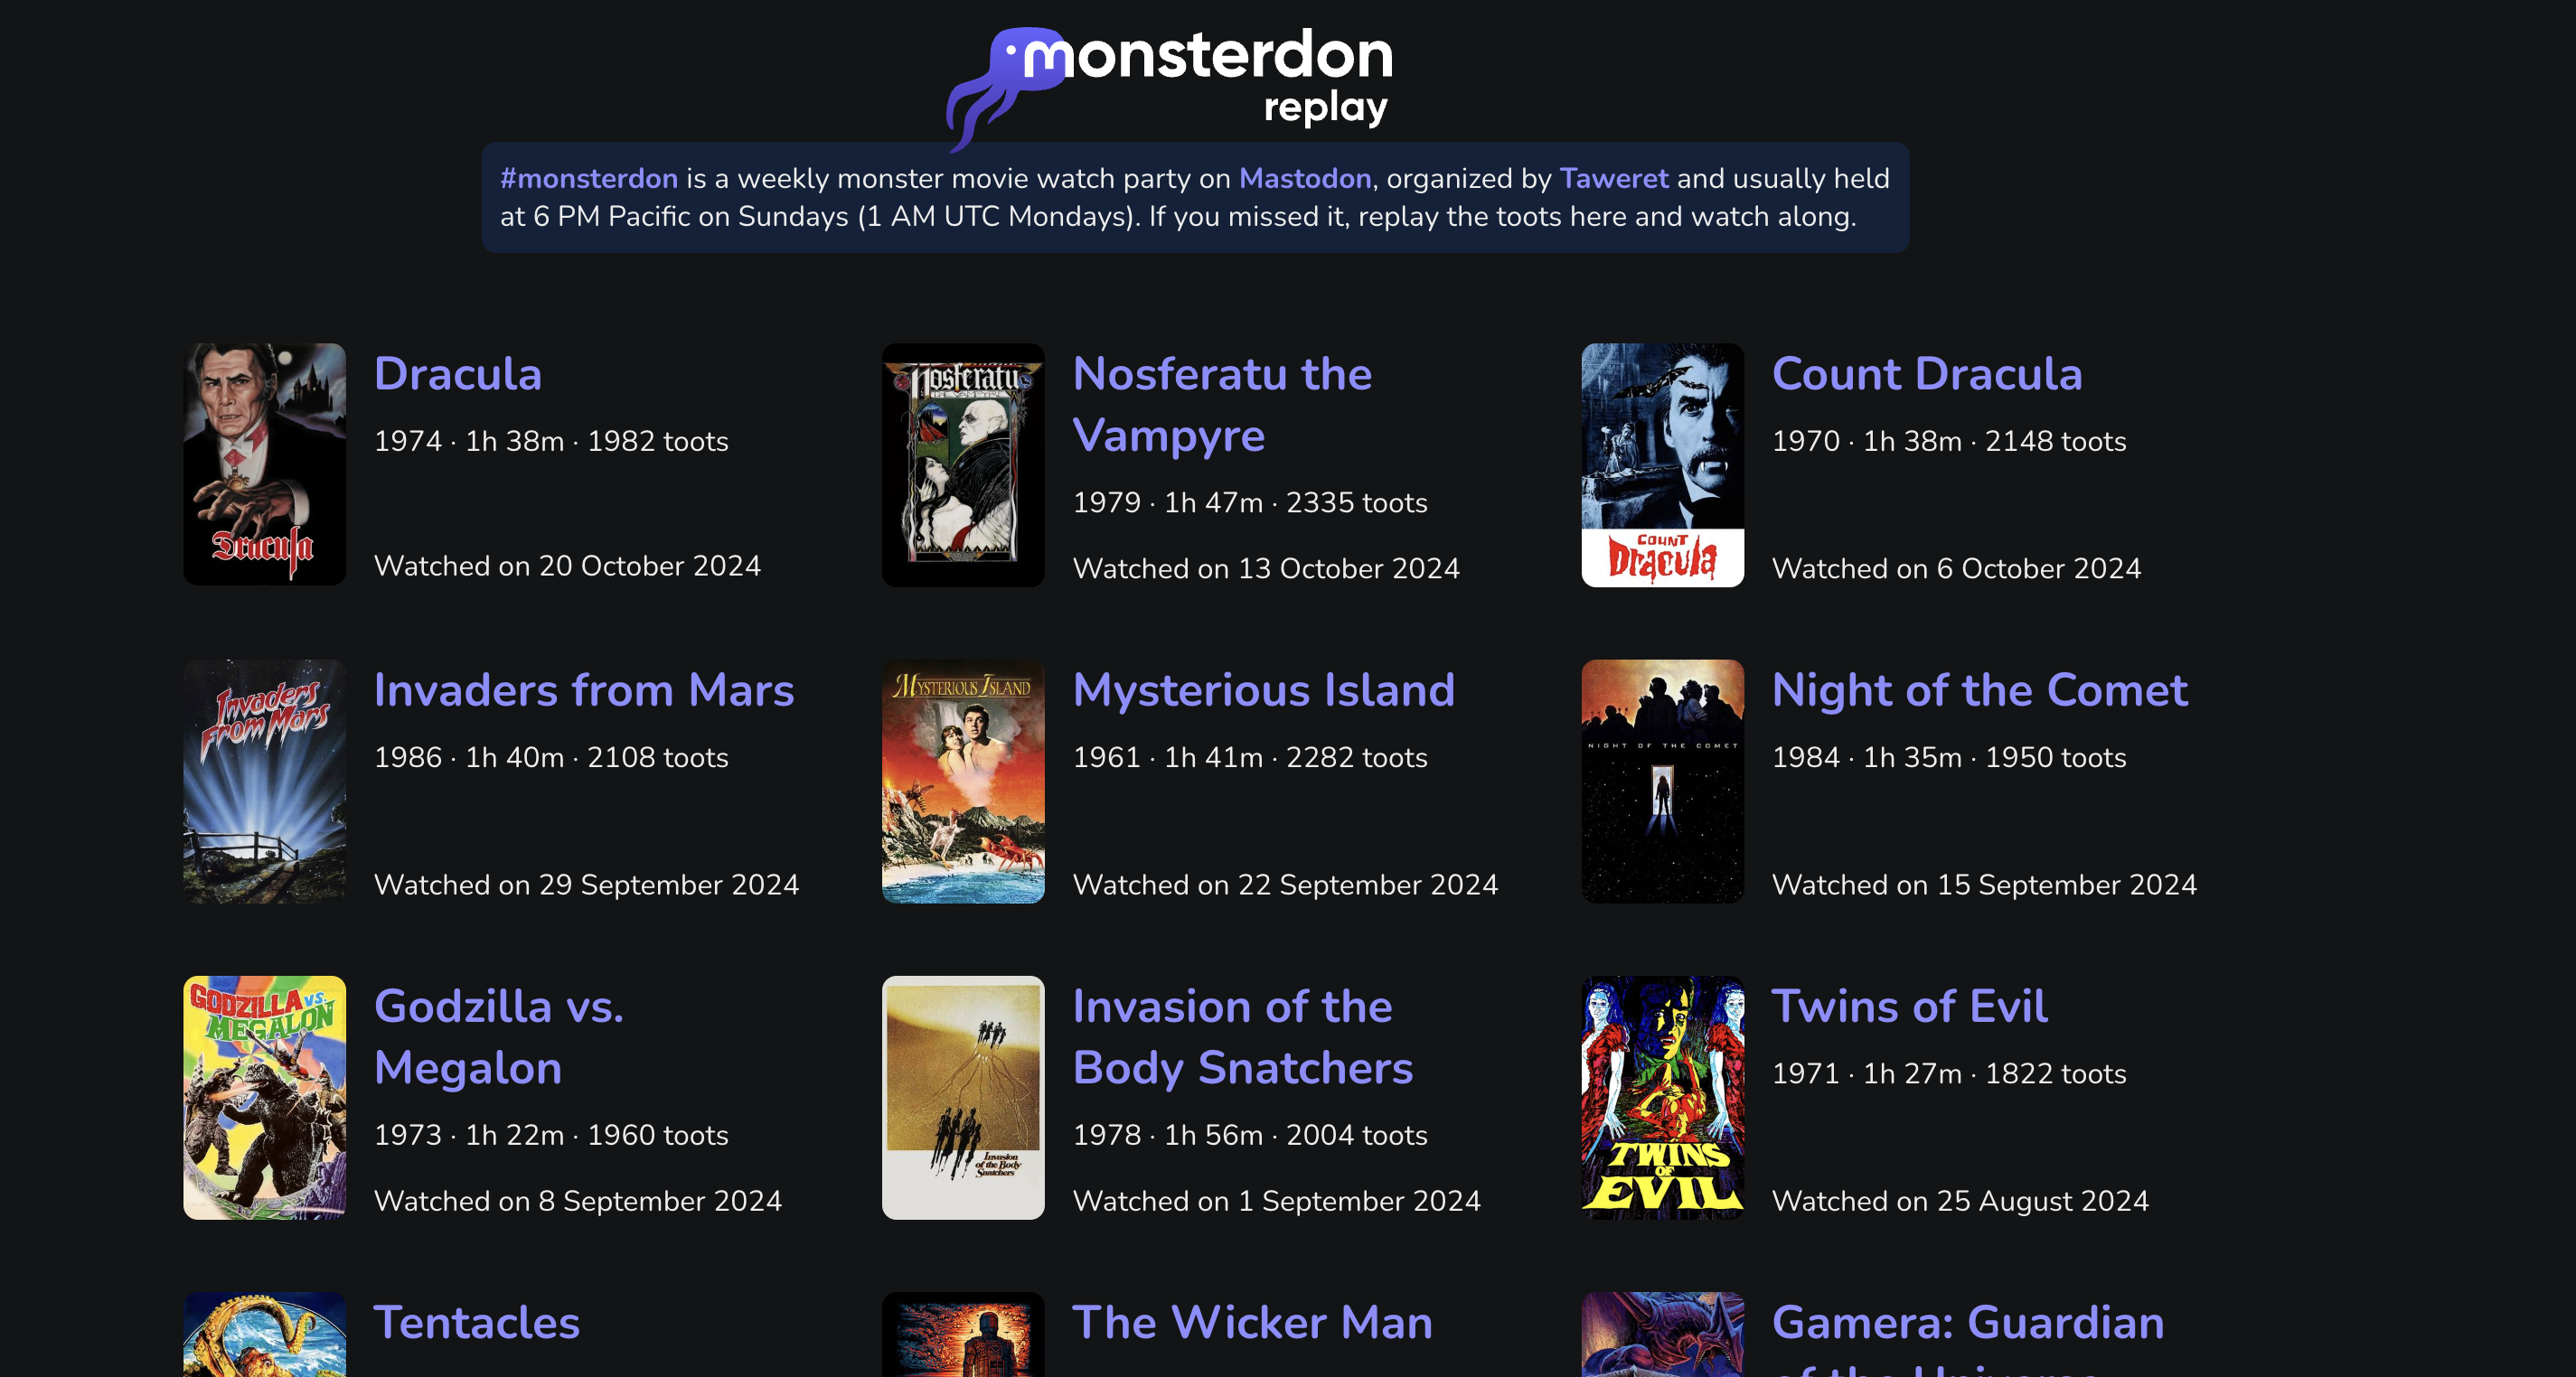 monsterdon
replay
#monsterdon is a weekly monster movie watch party on Mastodon, organized by Taweret and usually held
at 6 PM Pacific on Sundays (1 AM UTC Mondays). If you missed it, replay the toots here and watch along.
Dracula
Dracula
1974 · 1h 38m · 1982 toots
Watched on 20 October 2024
Nosferatu
Nosferatu the
Vampyre
1979 · 1h 47m · 2335 toots
Watched on 13 October 2024
COUNT
Dracula
Count Dracula
1970 · 1h 38m · 2148 toots
Watched on 6 October 2024
Invaders
From Mars
Invaders from Mars
1986 · 1h 40m · 2108 toots
Watched on 29 September 2024
MYSTERIOUS ISLAND
Mysterious Island
1961 · 1h 41m · 2282 toots
Watched on 22 September 2024
NIGHT OF THE COMET
Night of the Comet
1984 · 1h 35m · 1950 toots
Watched on 15 September 2024
GODZILLA VS.
MEGALON
Godzilla vs.
Megalon
1973 · 1h 22m · 1960 toots
Watched on 8 September 2024
Invasion
of the Body
Snatchers
Invasion of the
Body Snatchers
1978 · 1h 56m · 2004 toots
Watched on 1 September 2024
TWINS
OF
EVIL
Twins of Evil
1971 · 1h 27m · 1822 toots
Watched on 25 August 2024
Tentacles
The Wicker Man
Gamera: Guardian
of the Universe